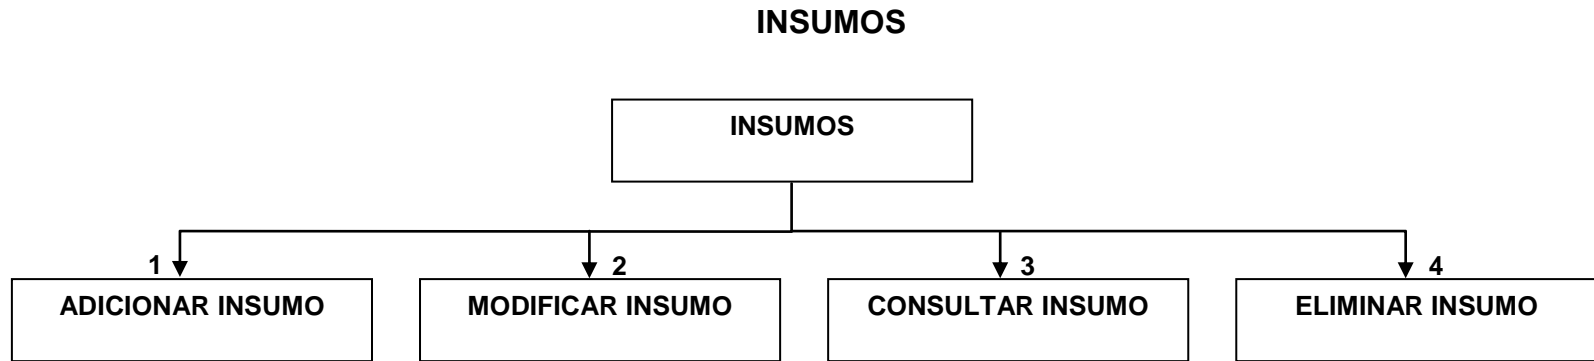 INSUMOS
INSUMOS
1
2
3
4
ADICIONAR INSUMO
MODIFICAR INSUMO
CONSULTAR INSUMO
ELIMINAR INSUMO